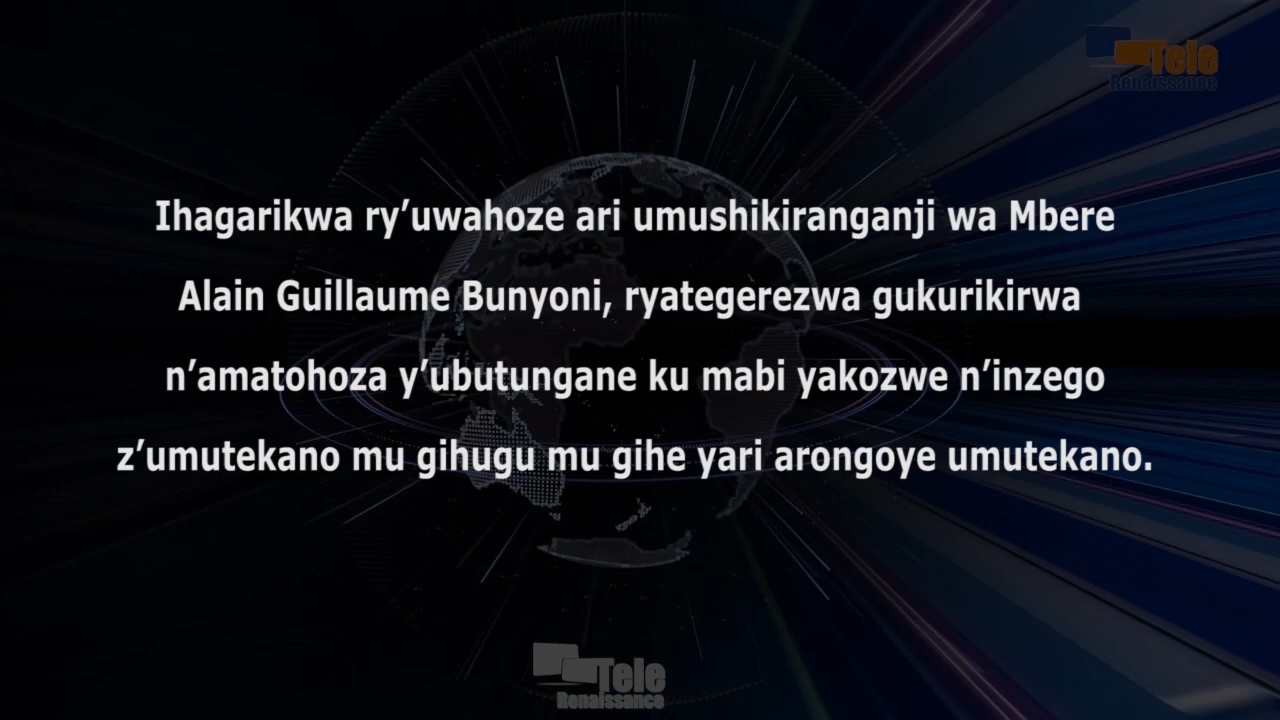 Tele
Renaissance
Ihagarikwa ry’uwahoze ari umushikiranganji wa Mbere
Alain Guillaume Bunyoni, ryategerezwa gukurikirwa
n’amatohoza y’ubutungane ku mabi yakozwe n’inzego
z’umutekano mu gihugu mu gihe yari arongoye umutekano.
Tele
Renaissance